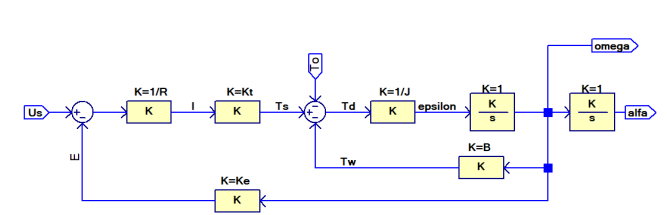 omega
To
K=1/R
K=Kt
K=1/J
K=1
K=1
Us
+
−
K
I
K
Ts
+
−
−
Td
K
epsilon
K
s
K
s
alfa
E
Tw
K=B
K
K=Ke
K